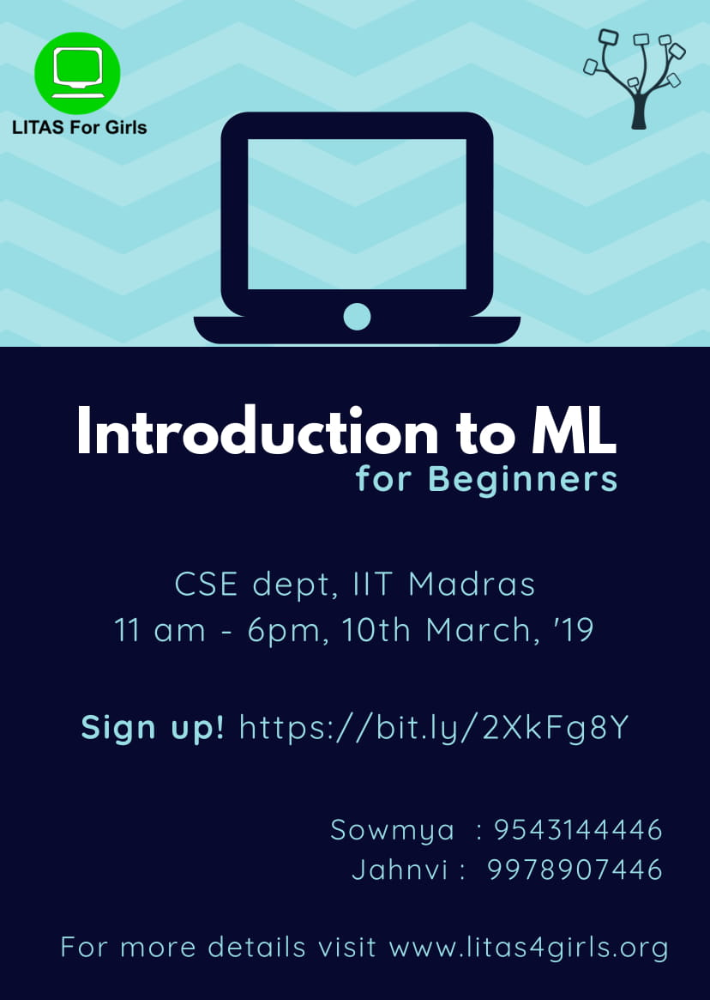 LITAS For Girls
Introduction to ML
for Beginners
CSE dept, IIT Madras
11 am - 6pm, 10th March, '19
Sign up! https://bit.ly/2XkFg8Y
Sowmya : 9543144446
Jahnvi : 9978907446
For more details visit www.litas4girls.org